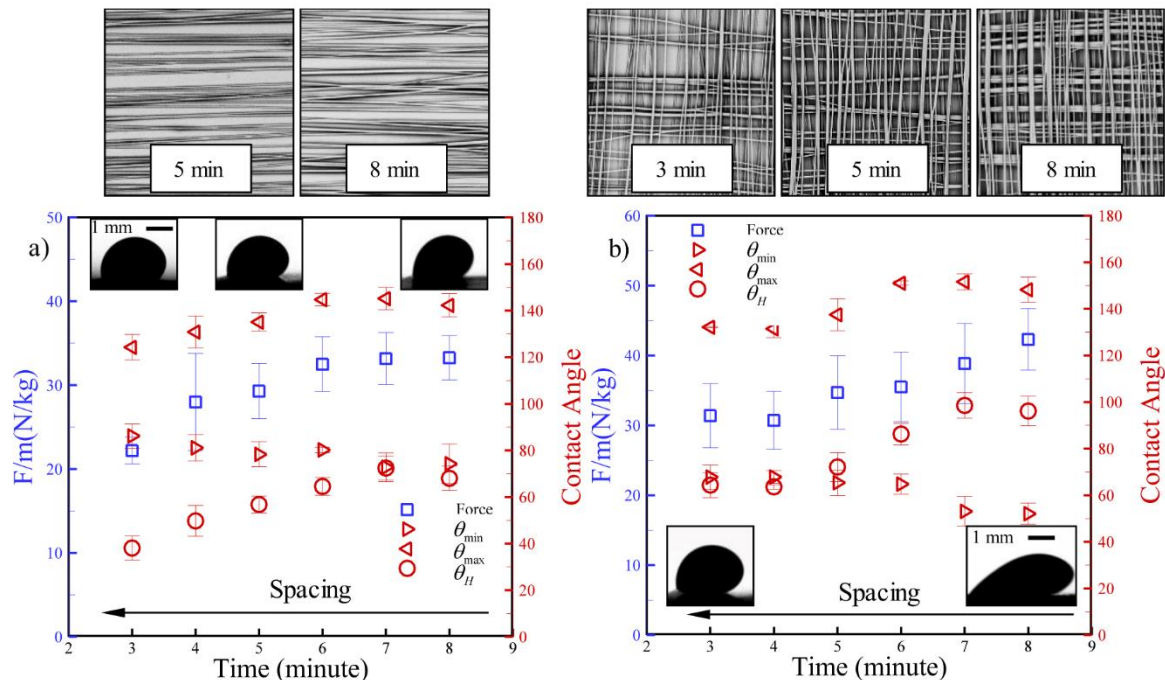 5 min
8 min
3 min
5 min
8 min
a)
1 mm
50
40
30
20
10
0
F/m(N/kg)
180
160
140
120
100
80
60
40
20
0
Contact Angle
Force
θmin
θmax
θH
Spacing
2 3 4 5 6 7 8 9
Time (minute)
b)
60
50
40
30
20
10
0
F/m(N/kg)
Force
θmin
θmax
θH
180
160
140
120
100
80
60
40
20
0
Contact Angle
1 mm
Spacing
2 3 4 5 6 7 8 9
Time (minute)